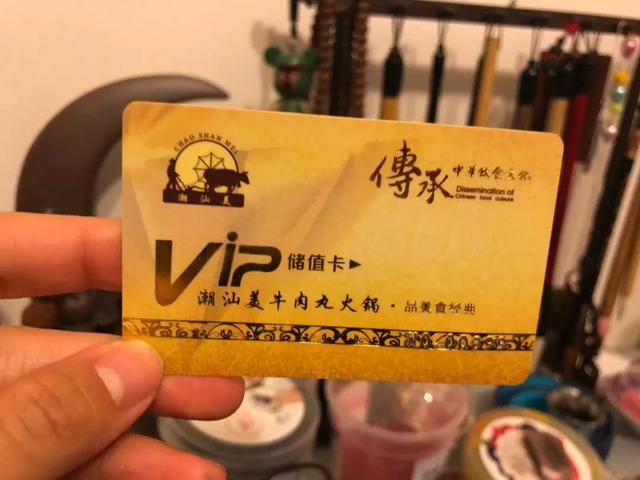 CHAO SHAN MEI
潮汕美
傳承 中華飲食文化
Dissemination of
Chinese food culture
VIP 储值卡
潮汕美牛肉丸火锅·品美食经典